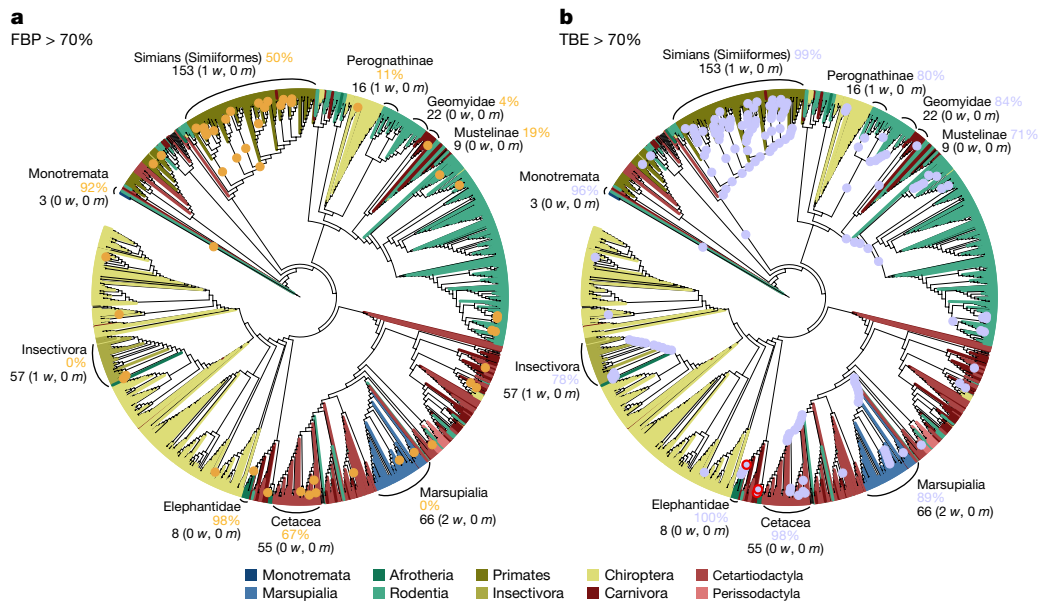 a
FBP > 70%
Simians (Simiiformes) 50%
153 (1 w, 0 m)
Perognathinae
11%
16 (1 w, 0 m)
Geomyidae 4%
22 (0 w, 0 m)
Mustelinae 19%
9 (0 w, 0 m)
Monotremata
92%
3 (0 w, 0 m)
Insectivora
0%
57 (1 w, 0 m)
Elephantidae
98%
8 (0 w, 0 m)
Cetacea
67%
55 (0 w, 0 m)
Marsupialia
0%
66 (2 w, 0 m)
b
TBE > 70%
Simians (Simiiformes) 99%
153 (1 w, 0 m)
Perognathinae 80%
16 (1 w, 0 m)
Geomyidae 84%
22 (0 w, 0 m)
Mustelinae 71%
9 (0 w, 0 m)
Monotremata
96%
3 (0 w, 0 m)
Insectivora
78%
57 (1 w, 0 m)
Elephantidae
100%
8 (0 w, 0 m)
Cetacea
98%
55 (0 w, 0 m)
Marsupialia
89%
66 (2 w, 0 m)
Monotremata Afrotheria Primates Chiroptera Cetartiodactyla
Marsupialia Rodentia Insectivora Carnivora Perissodactyla